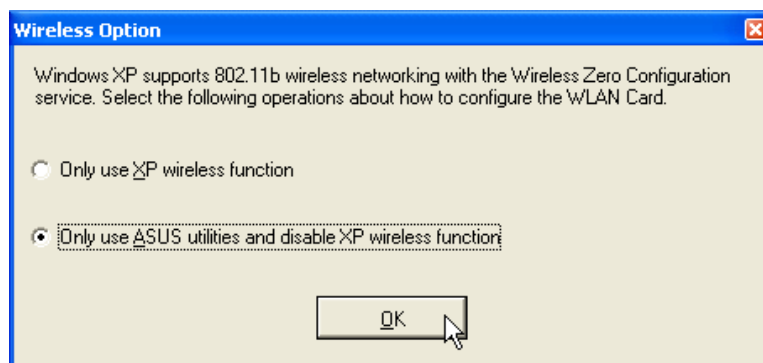 Wireless Option
Windows XP supports 802.11b wireless networking with the Wireless Zero Configuration
service. Select the following operations about how to configure the WLAN Card.
Only use XP wireless function
Only use ASUS utilities and disable XP wireless function
OK